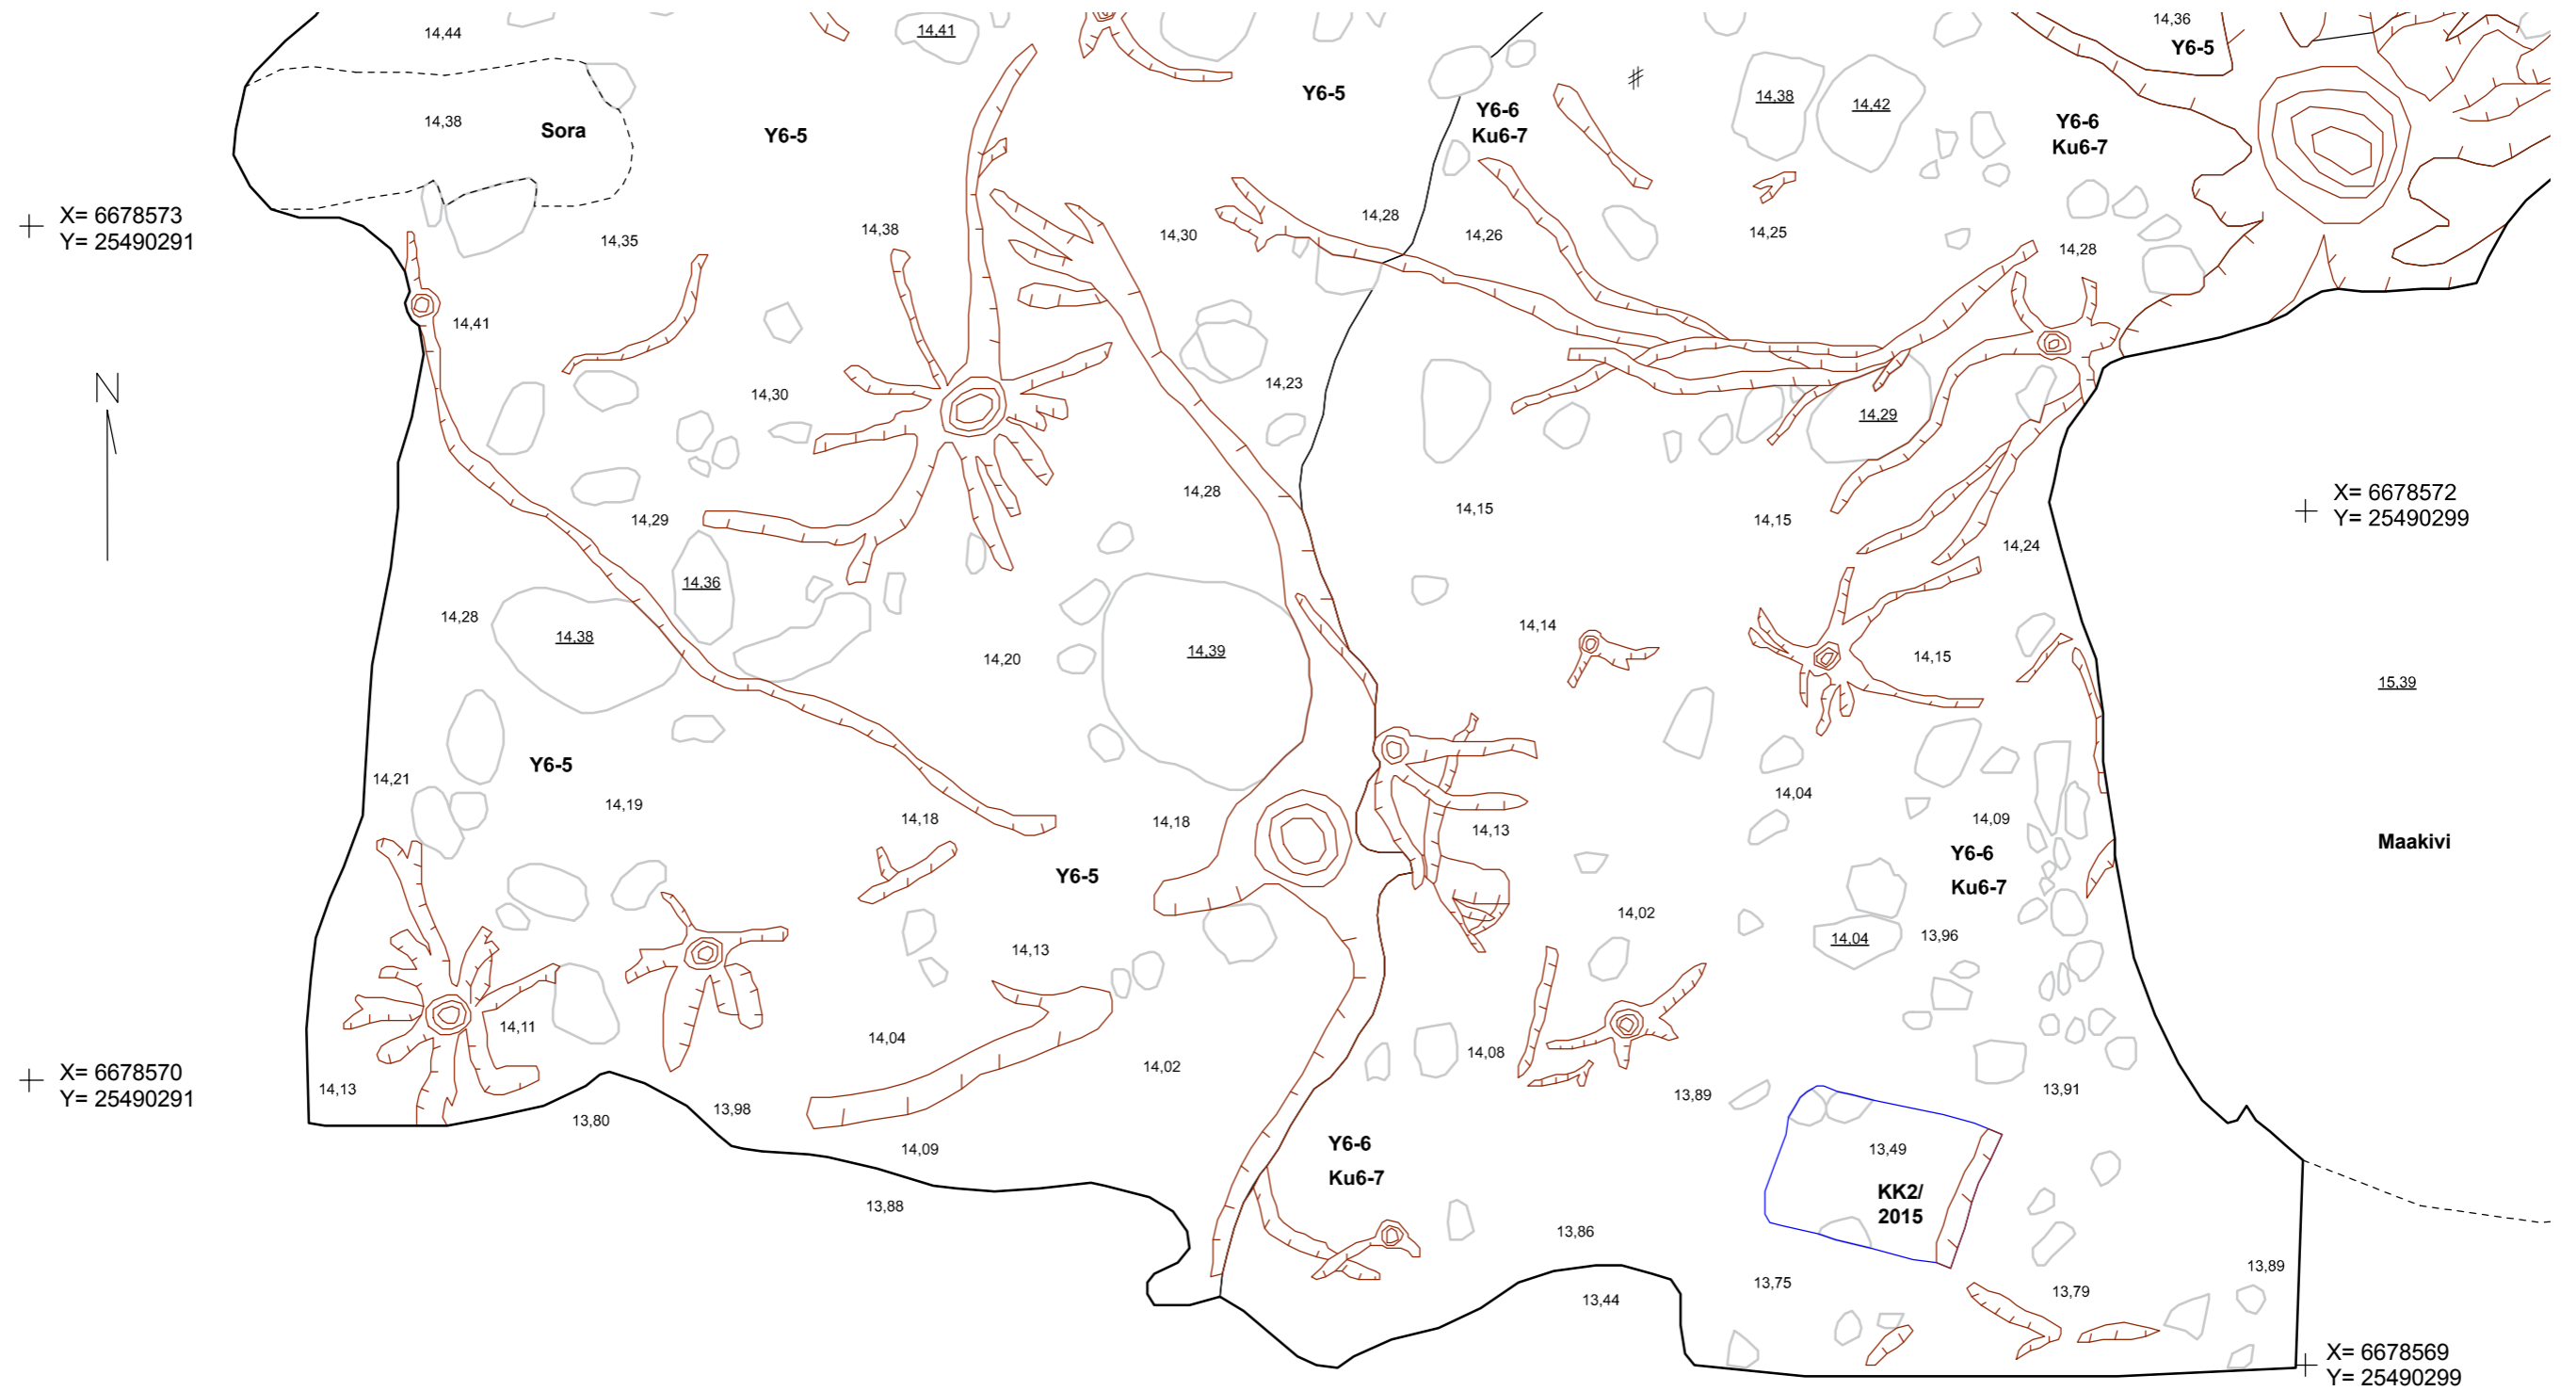 14,36
14,44
14,41
Y6-5
Y6-5
14,38
14,42
Y6-6
Ku6-7
14,38
Sora
Y6-5
Y6-6
Ku6-7
X= 6678573
Y= 25490291
14,35
14,38
14,30
14,28
14,26
14,25
14,28
N
14,41
14,30
14,23
14,29
14,29
14,28
14,15
14,15
X= 6678572
Y= 25490299
14,24
14,36
14,28
14,38
14,20
14,39
14,14
14,15
15,39
Y6-5
14,21
14,19
14,18
14,18
14,13
14,04
14,09
Maakivi
Y6-6
Ku6-7
Y6-5
14,02
14,04
13,96
14,13
14,11
14,04
14,02
14,08
X= 6678570
Y= 25490291
14,13
13,80
13,98
13,89
13,91
14,09
Y6-6
Ku6-7
13,49
KK2/
2015
13,88
13,86
13,75
13,44
13,79
13,89
X= 6678569
Y= 25490299